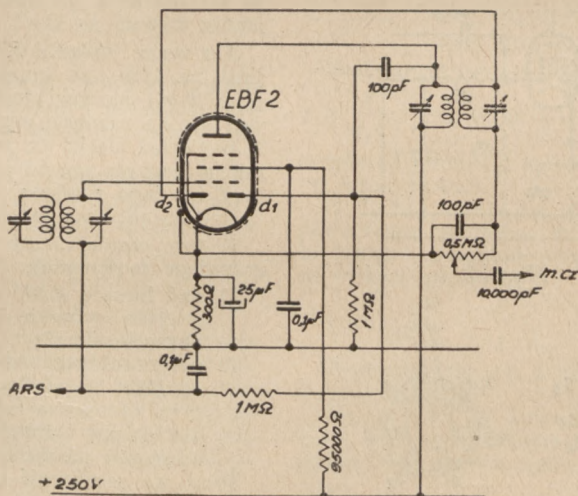 EBF2
100pF
d2
d1
100pF
0,5MΩ
m.cz
10.000pF
300Ω
25µF
0,1µF
1MΩ
0,1µF
ARS
1MΩ
95000Ω
+250V